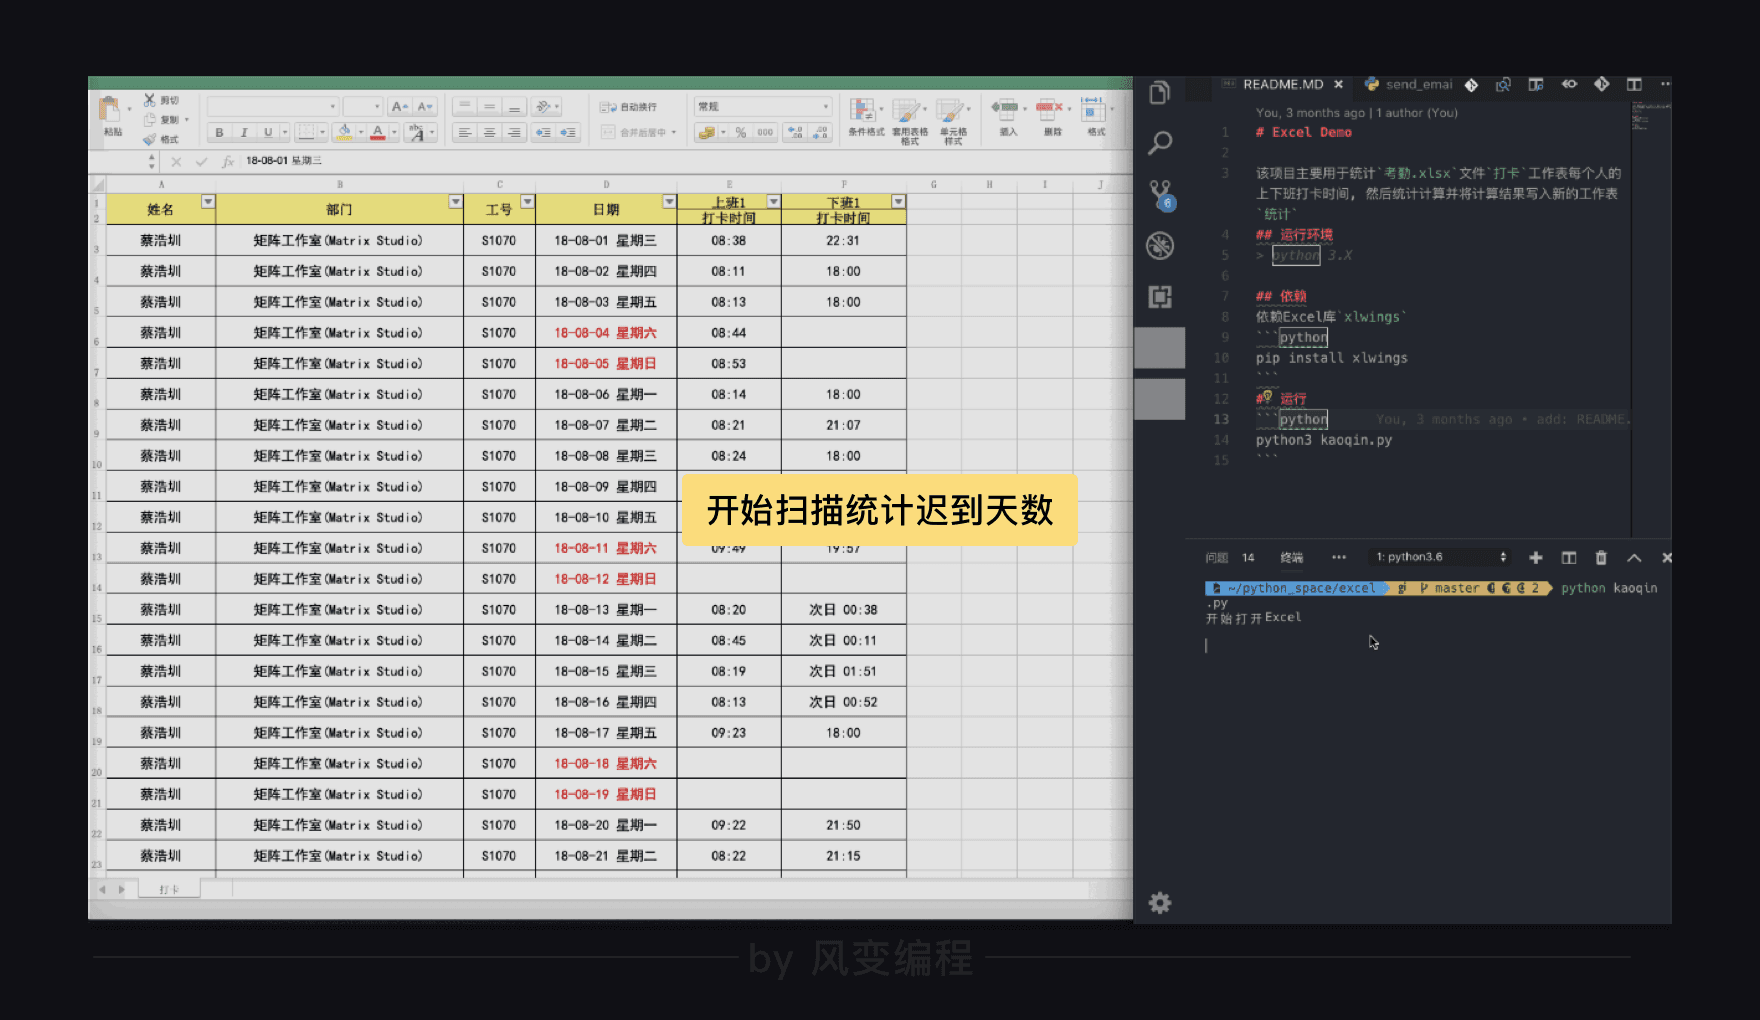 剪切
复制
格式
粘贴
B I U A abc A
A A
自动换行
合并后居中
常规
% 000
条件格式
套用表格格式
单元格样式
插入
删除
格式
fx 18-08-01 星期三
A B C D E F G H I J
1 姓名 部门 工号 日期 上班1 下班1
2 打卡时间 打卡时间
3 蔡浩圳 矩阵工作室(Matrix Studio) S1070 18-08-01 星期三 08:38 22:31
4 蔡浩圳 矩阵工作室(Matrix Studio) S1070 18-08-02 星期四 08:11 18:00
5 蔡浩圳 矩阵工作室(Matrix Studio) S1070 18-08-03 星期五 08:13 18:00
6 蔡浩圳 矩阵工作室(Matrix Studio) S1070 18-08-04 星期六 08:44
7 蔡浩圳 矩阵工作室(Matrix Studio) S1070 18-08-05 星期日 08:53
8 蔡浩圳 矩阵工作室(Matrix Studio) S1070 18-08-06 星期一 08:14 18:00
9 蔡浩圳 矩阵工作室(Matrix Studio) S1070 18-08-07 星期二 08:21 21:07
10 蔡浩圳 矩阵工作室(Matrix Studio) S1070 18-08-08 星期三 08:24 18:00
11 蔡浩圳 矩阵工作室(Matrix Studio) S1070 18-08-09 星期四
12 蔡浩圳 矩阵工作室(Matrix Studio) S1070 18-08-10 星期五
13 蔡浩圳 矩阵工作室(Matrix Studio) S1070 18-08-11 星期六 09:49 19:57
14 蔡浩圳 矩阵工作室(Matrix Studio) S1070 18-08-12 星期日
15 蔡浩圳 矩阵工作室(Matrix Studio) S1070 18-08-13 星期一 08:20 次日 00:38
16 蔡浩圳 矩阵工作室(Matrix Studio) S1070 18-08-14 星期二 08:45 次日 00:11
17 蔡浩圳 矩阵工作室(Matrix Studio) S1070 18-08-15 星期三 08:19 次日 01:51
18 蔡浩圳 矩阵工作室(Matrix Studio) S1070 18-08-16 星期四 08:13 次日 00:52
19 蔡浩圳 矩阵工作室(Matrix Studio) S1070 18-08-17 星期五 09:23 18:00
20 蔡浩圳 矩阵工作室(Matrix Studio) S1070 18-08-18 星期六
21 蔡浩圳 矩阵工作室(Matrix Studio) S1070 18-08-19 星期日
22 蔡浩圳 矩阵工作室(Matrix Studio) S1070 18-08-20 星期一 09:22 21:50
23 蔡浩圳 矩阵工作室(Matrix Studio) S1070 18-08-21 星期二 08:22 21:15
打卡
开始扫描统计迟到天数
6
README.MD send_emai
You, 3 months ago | 1 author (You)
1 # Excel Demo
2
3 该项目主要用于统计`考勤.xlsx`文件`打卡`工作表每个人的
上下班打卡时间, 然后统计计算并将计算结果写入新的工作表
`统计`
4 ## 运行环境
5 > python 3.X
6
7 ## 依赖
8 依赖Excel库`xlwings`
9 ```python
10 pip install xlwings
11 ```
12 ## 运行
13 ```python You, 3 months ago • add: README.
14 python3 kaoqin.py
15 ```
问题 14 终端 ••• 1: python3.6
~/python_space/excel master 2 python kaoqin
.py
开始打开Excel
by 风变编程